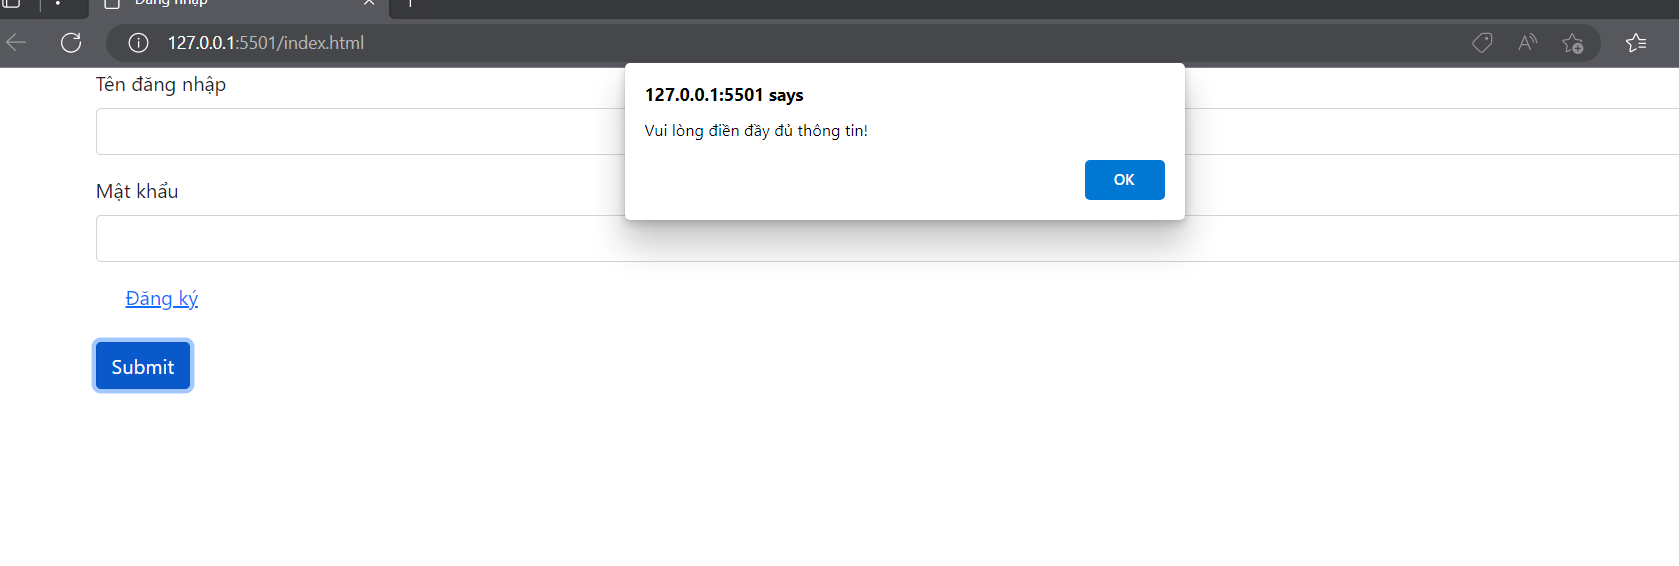 Đăng nhập
127.0.0.1:5501/index.html
Tên đăng nhập
127.0.0.1:5501 says
Vui lòng điền đầy đủ thông tin!
OK
Mật khẩu
Đăng ký
Submit